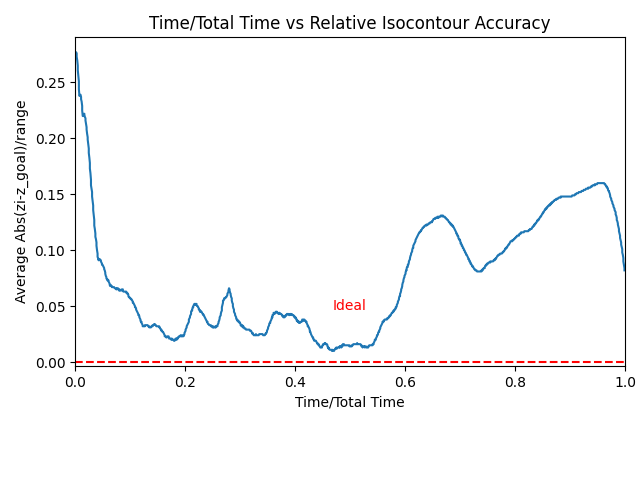 Time/Total Time vs Relative Isocontour Accuracy
Average Abs(zi-z_goal)/range
0.25
0.20
0.15
0.10
0.05
0.00
Ideal
0.0 0.2 0.4 0.6 0.8 1.0
Time/Total Time